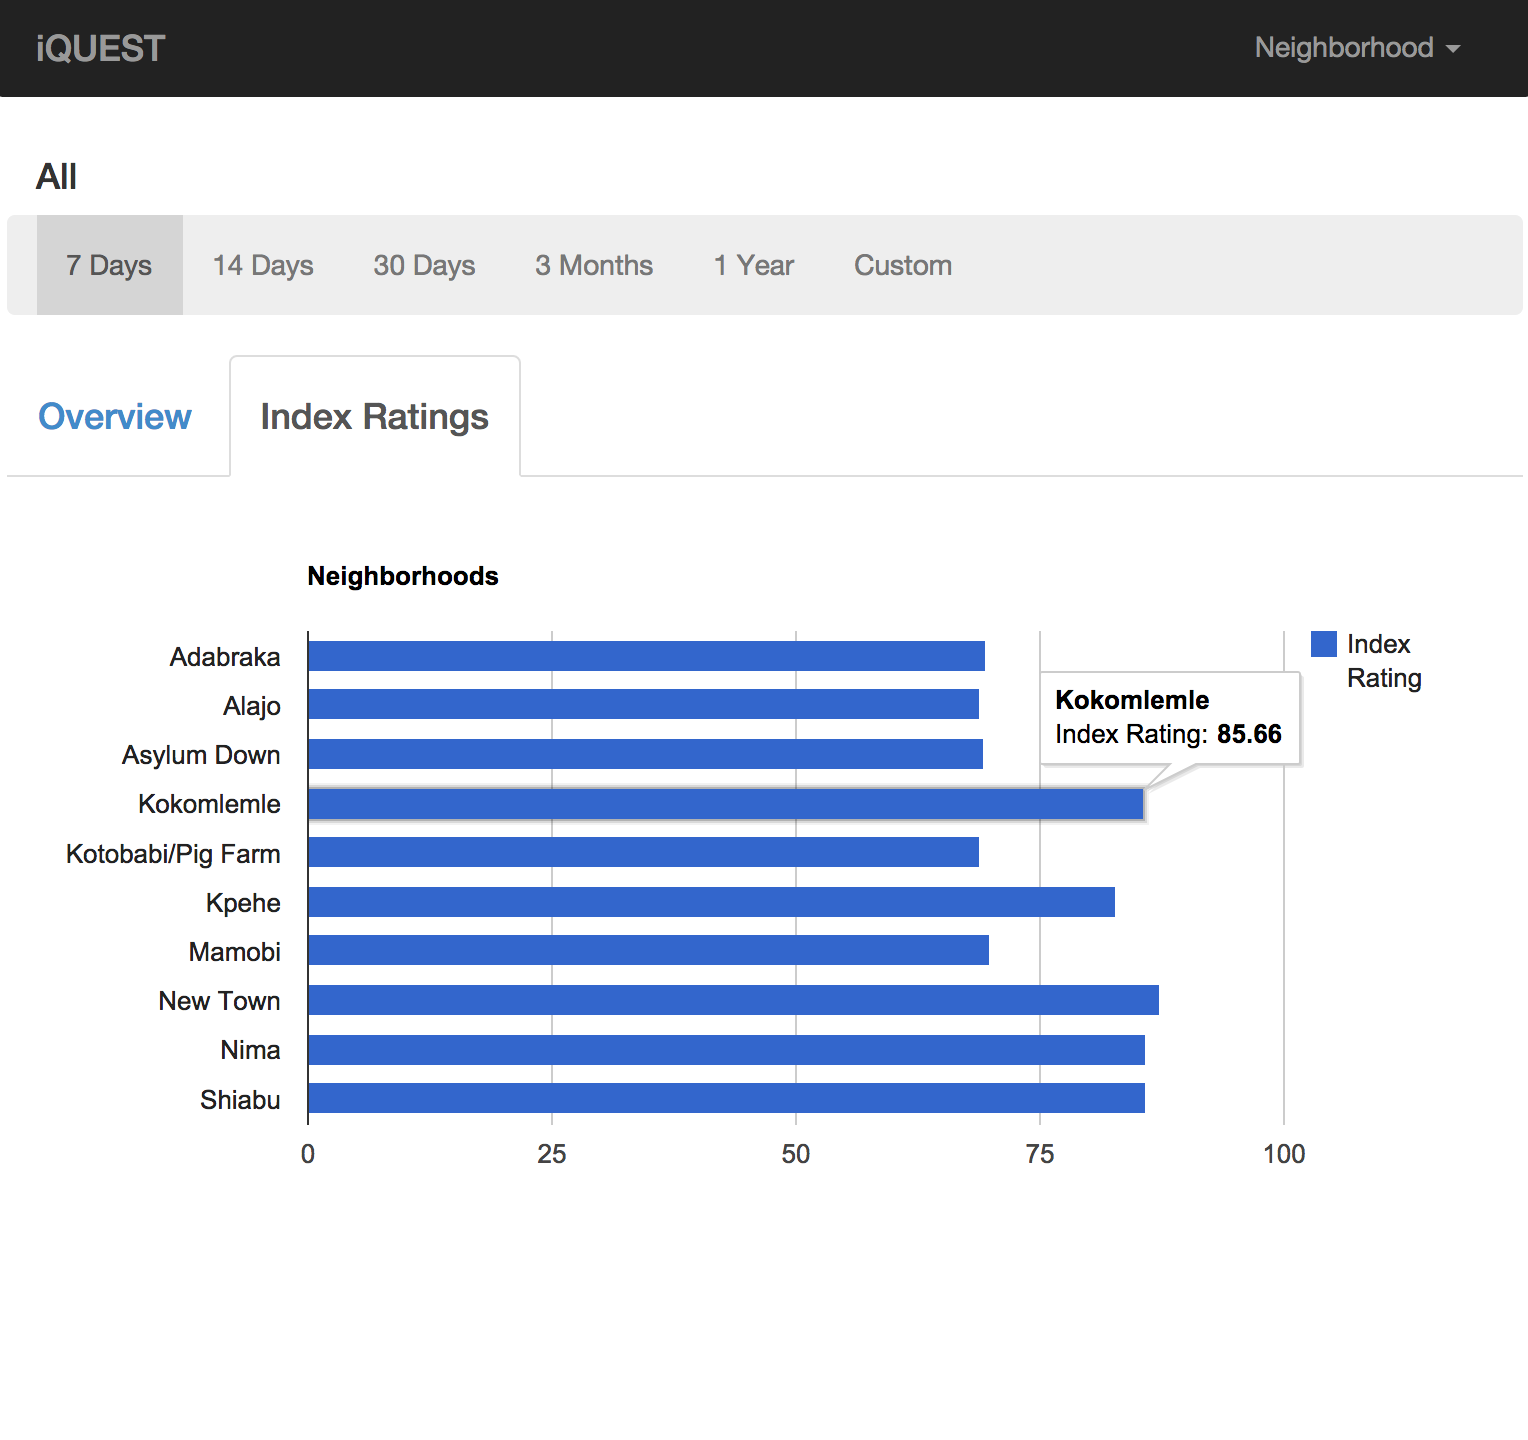 iQUEST
Neighborhood
All
7 Days 14 Days 30 Days 3 Months 1 Year Custom
Overview Index Ratings
Neighborhoods
Adabraka
Alajo
Asylum Down
Kokomlemle
Kotobabi/Pig Farm
Kpehe
Mamobi
New Town
Nima
Shiabu
Kokomlemle
Index Rating: 85.66
Index
Rating
0 25 50 75 100